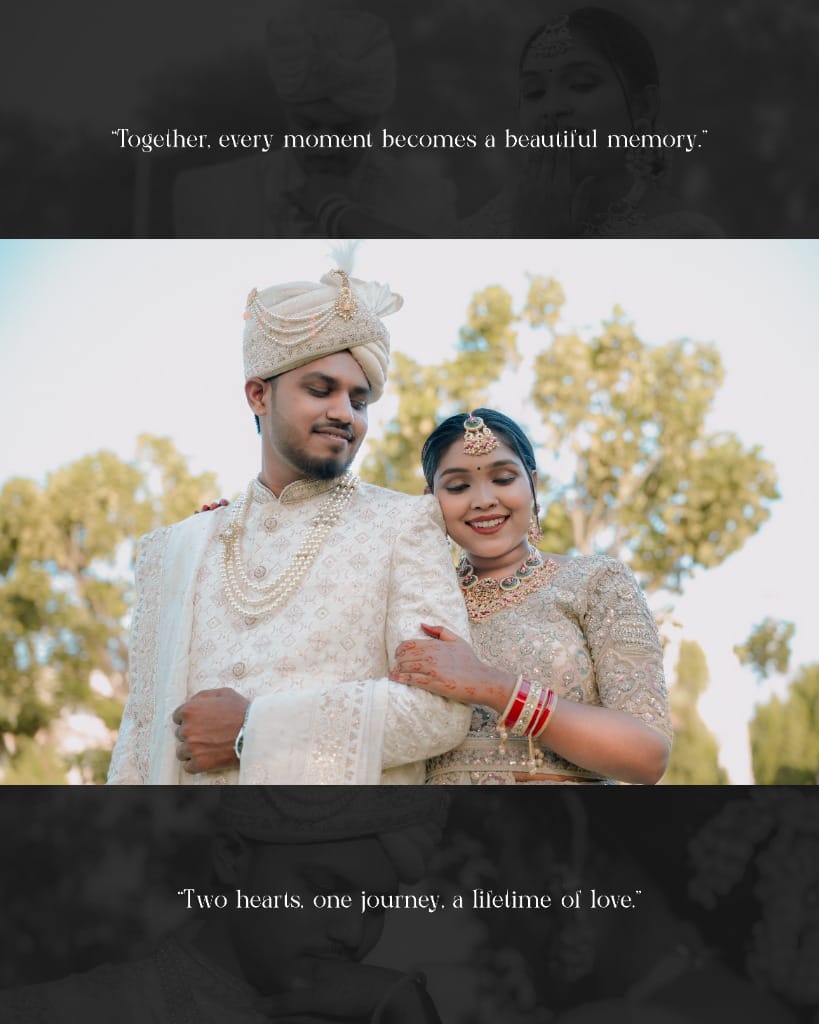 “Together, every moment becomes a beautiful memory.”
“Two hearts, one journey, a lifetime of love.”